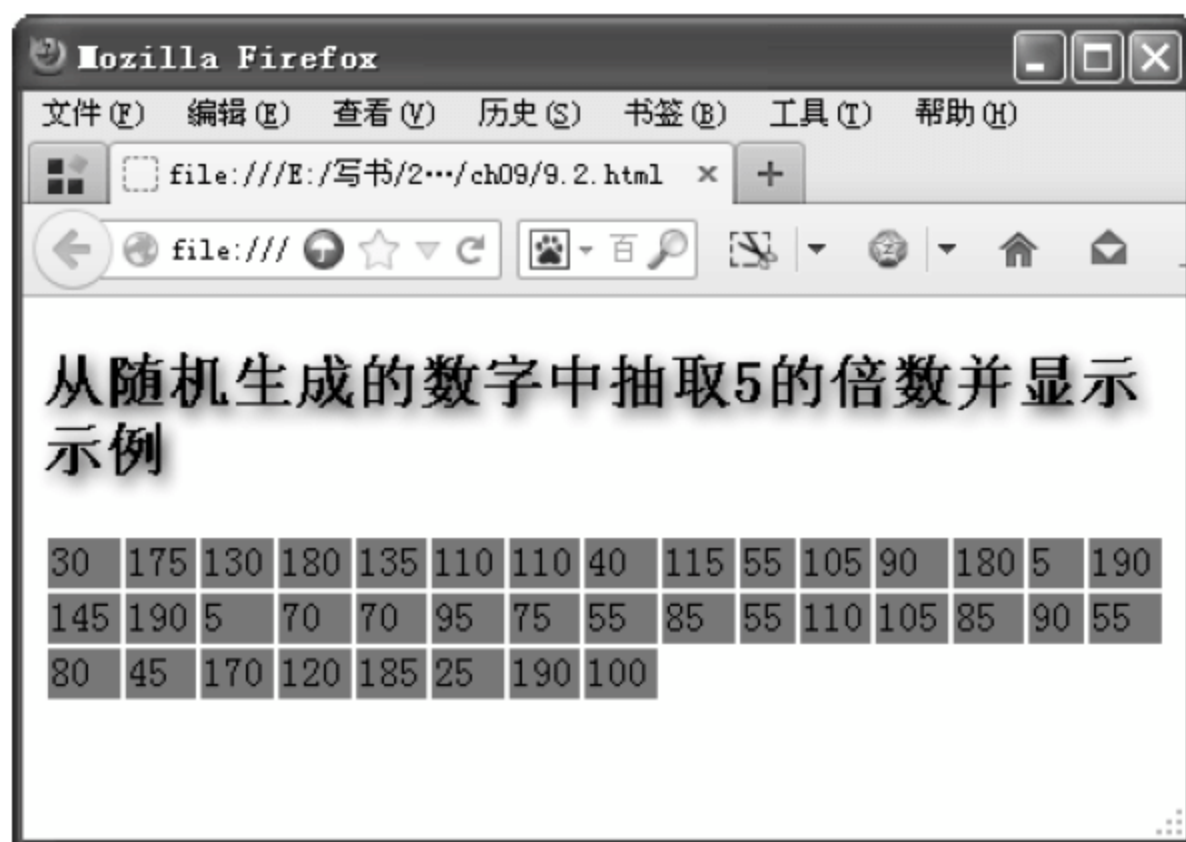 Mozilla Firefox
文件(F) 编辑(E) 查看(V) 历史(S) 书签(B) 工具(T) 帮助(H)
file:///E:/写书/2…/ch09/9.2.html × +
file:/// 百
从随机生成的数字中抽取5的倍数并显示
示例
30 175 130 180 135 110 110 40 115 55 105 90 180 5 190
145 190 5 70 70 95 75 55 85 55 110 105 85 90 55
80 45 170 120 185 25 190 100